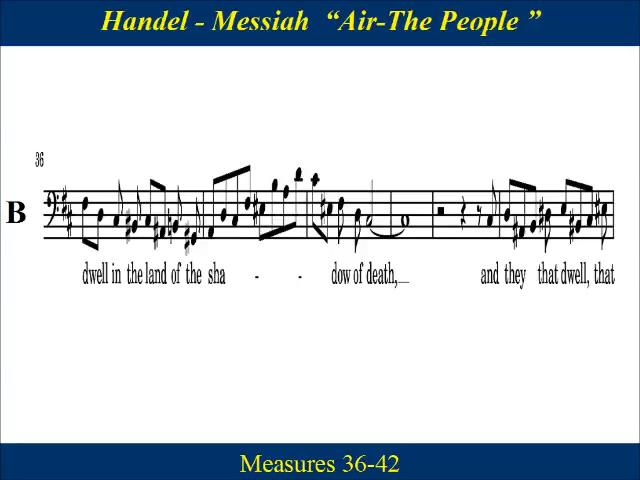 Handel - Messiah “Air-The People ”
36
B
dwell in the land of the sha - - dow of death,__ and they that dwell, that
Measures 36-42